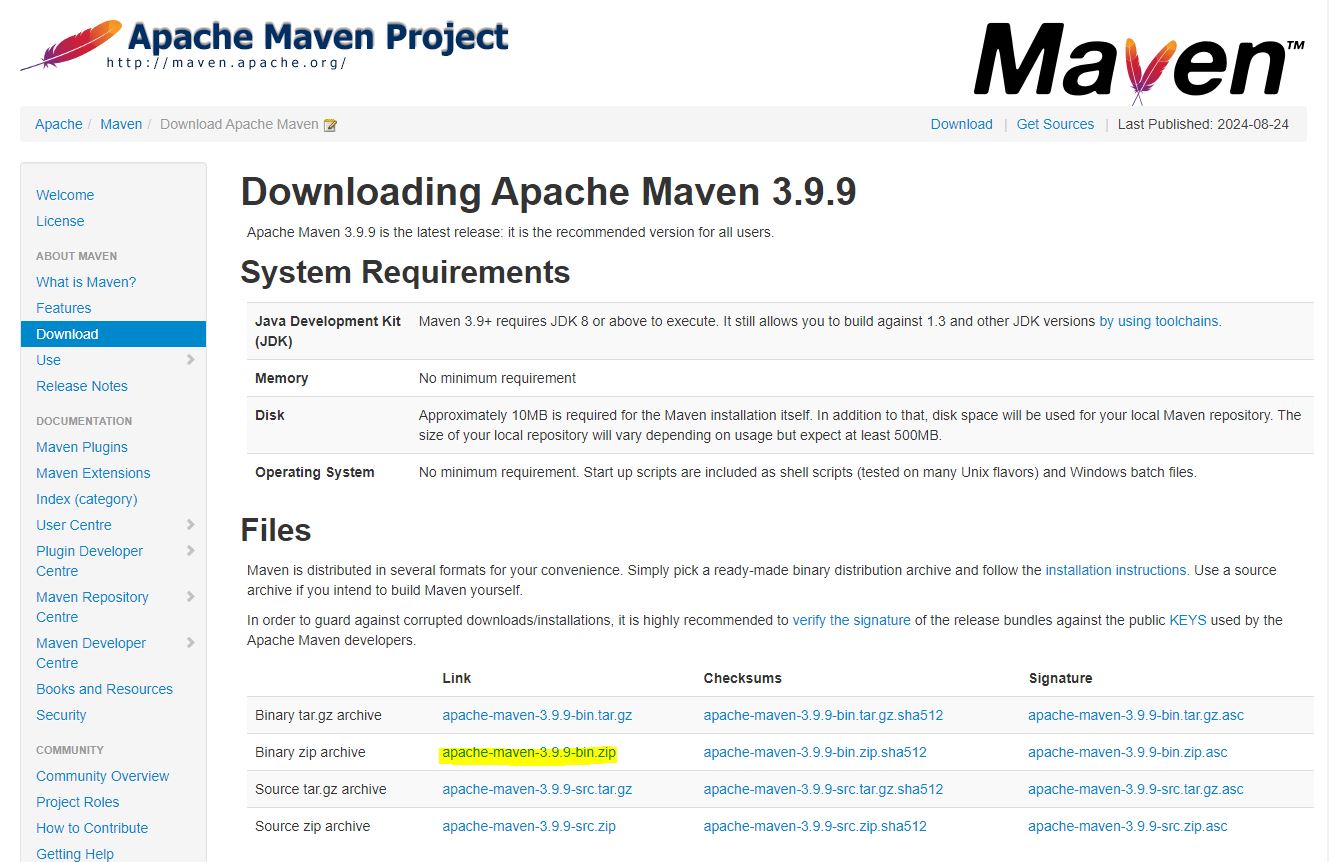 Apache Maven Project
http://maven.apache.org/
Maven™
Apache / Maven / Download Apache Maven
Download | Get Sources | Last Published: 2024-08-24
Welcome
License
ABOUT MAVEN
What is Maven?
Features
Download
Use
Release Notes
DOCUMENTATION
Maven Plugins
Maven Extensions
Index (category)
User Centre
Plugin Developer
Centre
Maven Repository
Centre
Maven Developer
Centre
Books and Resources
Security
COMMUNITY
Community Overview
Project Roles
How to Contribute
Getting Help
Downloading Apache Maven 3.9.9
Apache Maven 3.9.9 is the latest release: it is the recommended version for all users.
System Requirements
Java Development Kit Maven 3.9+ requires JDK 8 or above to execute. It still allows you to build against 1.3 and other JDK versions by using toolchains.
(JDK)
Memory No minimum requirement
Disk Approximately 10MB is required for the Maven installation itself. In addition to that, disk space will be used for your local Maven repository. The
size of your local repository will vary depending on usage but expect at least 500MB.
Operating System No minimum requirement. Start up scripts are included as shell scripts (tested on many Unix flavors) and Windows batch files.
Files
Maven is distributed in several formats for your convenience. Simply pick a ready-made binary distribution archive and follow the installation instructions. Use a source
archive if you intend to build Maven yourself.
In order to guard against corrupted downloads/installations, it is highly recommended to verify the signature of the release bundles against the public KEYS used by the
Apache Maven developers.
Link Checksums Signature
Binary tar.gz archive apache-maven-3.9.9-bin.tar.gz apache-maven-3.9.9-bin.tar.gz.sha512 apache-maven-3.9.9-bin.tar.gz.asc
Binary zip archive apache-maven-3.9.9-bin.zip apache-maven-3.9.9-bin.zip.sha512 apache-maven-3.9.9-bin.zip.asc
Source tar.gz archive apache-maven-3.9.9-src.tar.gz apache-maven-3.9.9-src.tar.gz.sha512 apache-maven-3.9.9-src.tar.gz.asc
Source zip archive apache-maven-3.9.9-src.zip apache-maven-3.9.9-src.zip.sha512 apache-maven-3.9.9-src.zip.asc